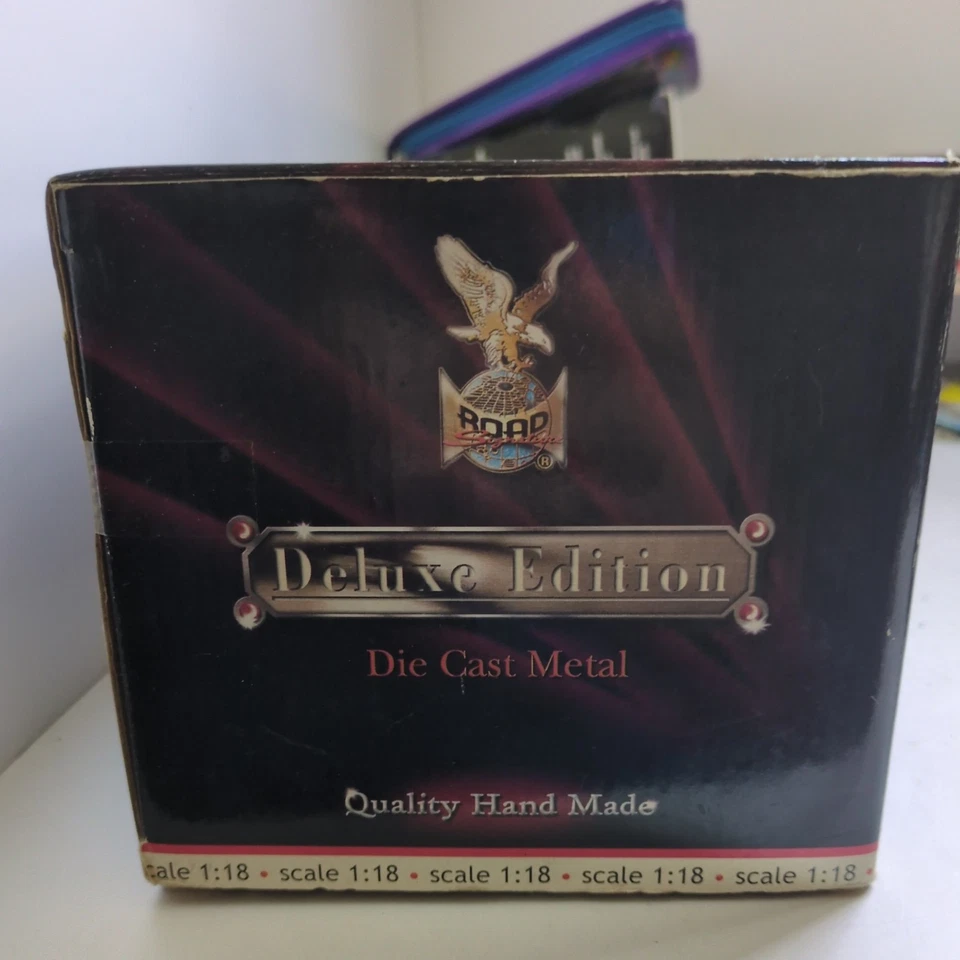 ROAD
Signature
®
Deluxe Edition
Die Cast Metal
Quality Hand Made
cale 1:18 • scale 1:18 • scale 1:18 • scale 1:18 • scale 1:18 •